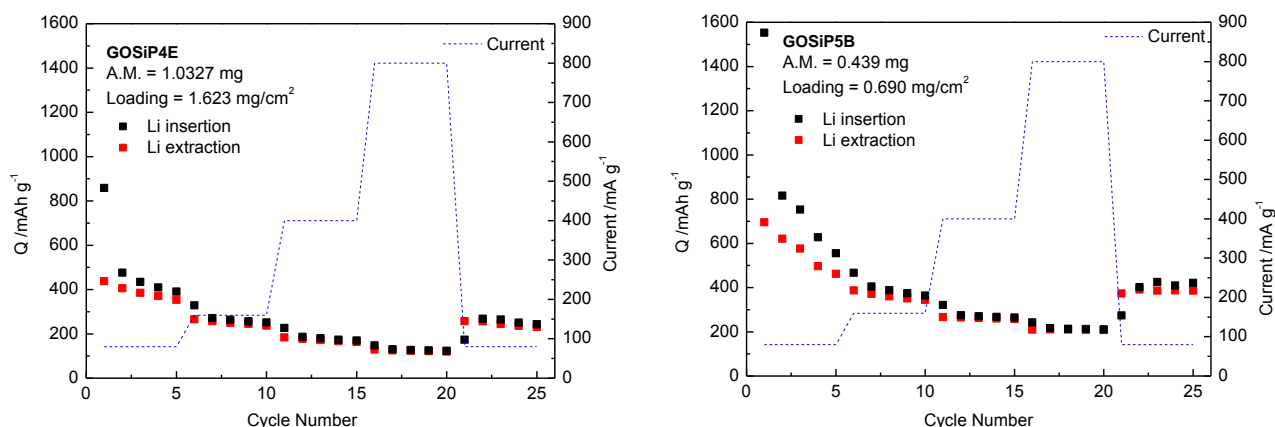 1600
1400
1200
1000
800
600
400
200
0
Q /mAh g⁻¹
GOSiP4E
A.M. = 1.0327 mg
Loading = 1.623 mg/cm²
Li insertion
Li extraction
Current
900
800
700
600
500
400
300
200
100
0
Current /mA g⁻¹
0 5 10 15 20 25
Cycle Number
1600
1400
1200
1000
800
600
400
200
0
Q /mAh g⁻¹
GOSiP5B
A.M. = 0.439 mg
Loading = 0.690 mg/cm²
Li insertion
Li extraction
Current
900
800
700
600
500
400
300
200
100
0
Current /mA g⁻¹
0 5 10 15 20 25
Cycle Number